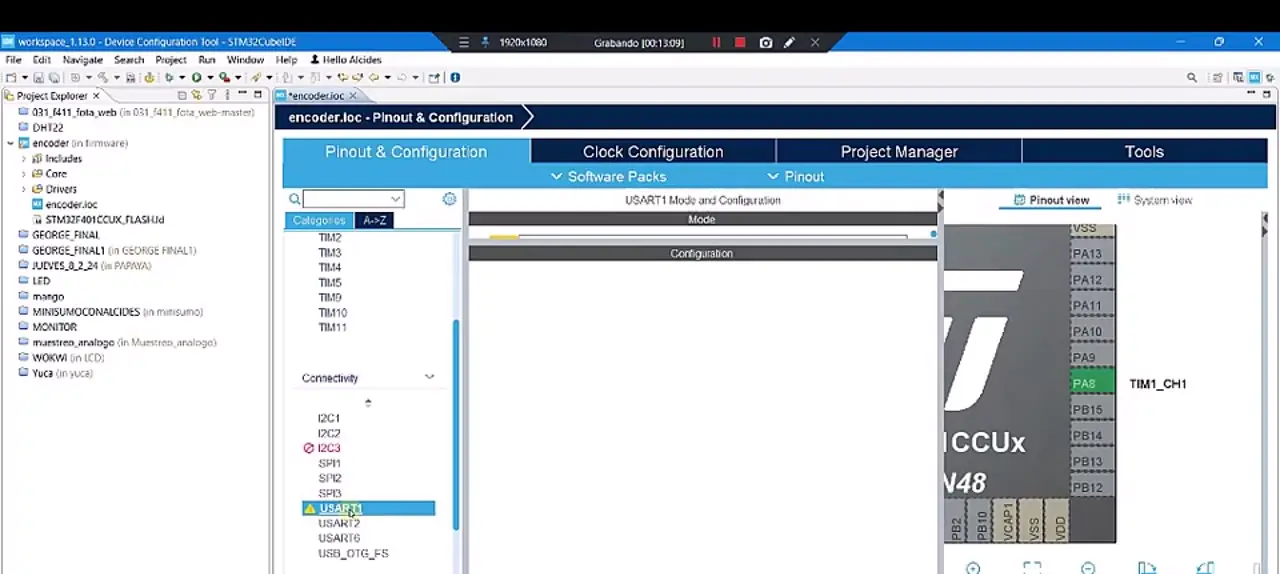 workspace_1.13.0 - Device Configuration Tool - STM32CubeIDE
1920x1080
Grabando [00:13:09]
File Edit Navigate Search Project Run Window Help Hello Alcides
Project Explorer
*encoder.ioc
031_f411_fota_web (in 031_f411_fota_web-master)
DHT22
encoder (in firmware)
Includes
Core
Drivers
encoder.ioc
STM32F401CCUX_FLASH.ld
GEORGE_FINAL
GEORGE_FINAL1 (in GEORGE FINAL1)
JUEVES_8_2_24 (in PAPAYA)
LED
mango
MINISUMOCONALCIDES (in minisumo)
MONITOR
muestreo_analogo (in Muestreo_analogo)
WOKWI (in LCD)
Yuca (in yuca)
encoder.ioc - Pinout & Configuration
Pinout & Configuration
Clock Configuration
Project Manager
Tools
Software Packs
Pinout
Categories
A->Z
TIM2
TIM3
TIM4
TIM5
TIM9
TIM10
TIM11
Connectivity
I2C1
I2C2
I2C3
SPI1
SPI2
SPI3
USART1
USART2
USART6
USB_OTG_FS
USART1 Mode and Configuration
Mode
Configuration
Pinout view
System view
VSS
PA13
PA12
PA11
PA10
PA9
PA8
TIM1_CH1
PB15
PB14
PB13
PB12
CCUx
N48
PB2
PB10
VCAP1
VSS
VDD